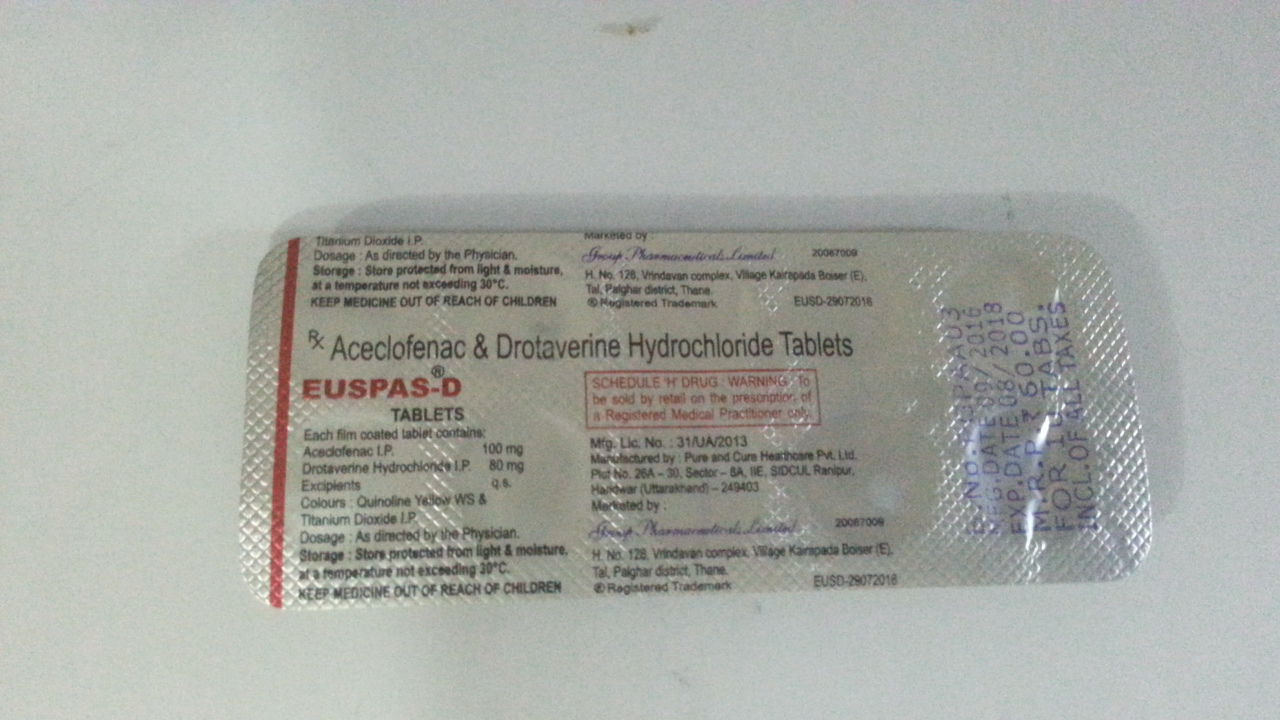 Titanium Dioxide I.P.
Dosage : As directed by the Physician.
Storage : Store protected from light & moisture,
at a temperature not exceeding 30°C.
KEEP MEDICINE OUT OF REACH OF CHILDREN
Marketed by
Group Pharmaceuticals Limited 20087009
H. No. 128, Vrindavan complex, Village Kairapada Boiser (E),
Tal, Palghar district, Thane.
® Registered Trademark EUSD-29072016
Rx Aceclofenac & Drotaverine Hydrochloride Tablets
EUSPAS-D®
TABLETS
Each film coated tablet contains:
Aceclofenac I.P. 100 mg
Drotaverine Hydrochloride I.P. 80 mg
Excipients q.s.
Colours : Quinoline Yellow WS &
Titanium Dioxide I.P.
Dosage : As directed by the Physician.
Storage : Store protected from light & moisture,
at a temperature not exceeding 30°C.
KEEP MEDICINE OUT OF REACH OF CHILDREN
SCHEDULE 'H' DRUG : WARNING : To
be sold by retail on the prescription of
a Registered Medical Practitioner only.
Mfg. Lic. No. : 31/UA/2013
Manufactured by : Pure and Cure Healthcare Pvt. Ltd.
Plot No. 26A – 30, Sector – 8A, IIE, SIDCUL Ranipur,
Haridwar (Uttarakhand) – 249403
Marketed by :
Group Pharmaceuticals Limited 20087009
H. No. 128, Vrindavan complex, Village Kairapada Boiser (E),
Tal, Palghar district, Thane.
® Registered Trademark EUSD-29072016
B.NO.
MFG.DATE 09/2016
EXP.DATE 08/2018
M.R.P. ₹ 60.00
FOR 10 TABS.
INCL.OF ALL TAXES